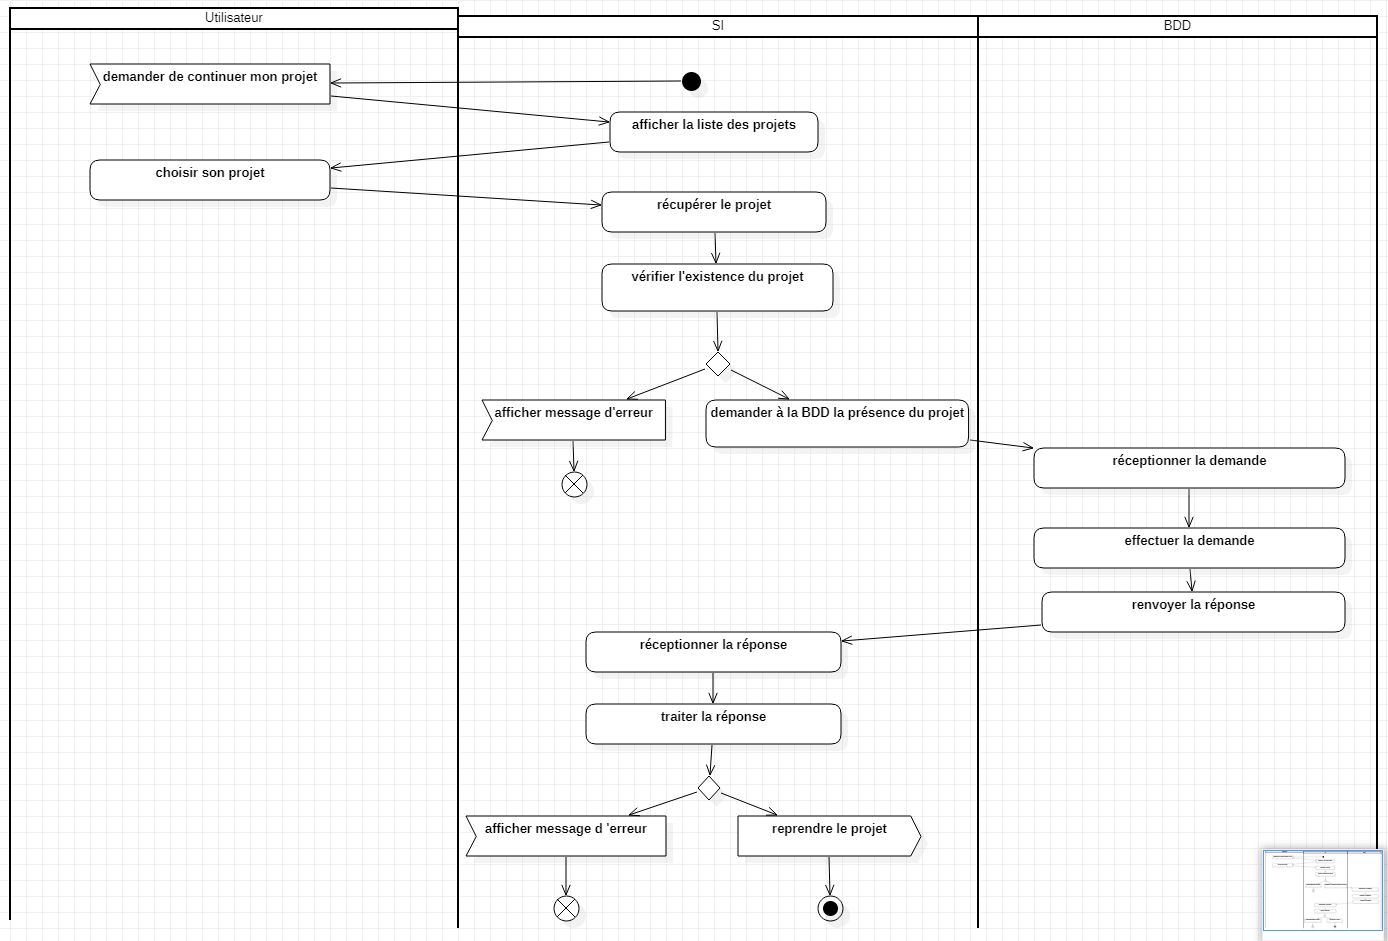 Utilisateur
SI
BDD
demander de continuer mon projet
afficher la liste des projets
choisir son projet
récupérer le projet
vérifier l'existence du projet
afficher message d'erreur
demander à la BDD la présence du projet
réceptionner la demande
effectuer la demande
renvoyer la réponse
réceptionner la réponse
traiter la réponse
afficher message d 'erreur
reprendre le projet